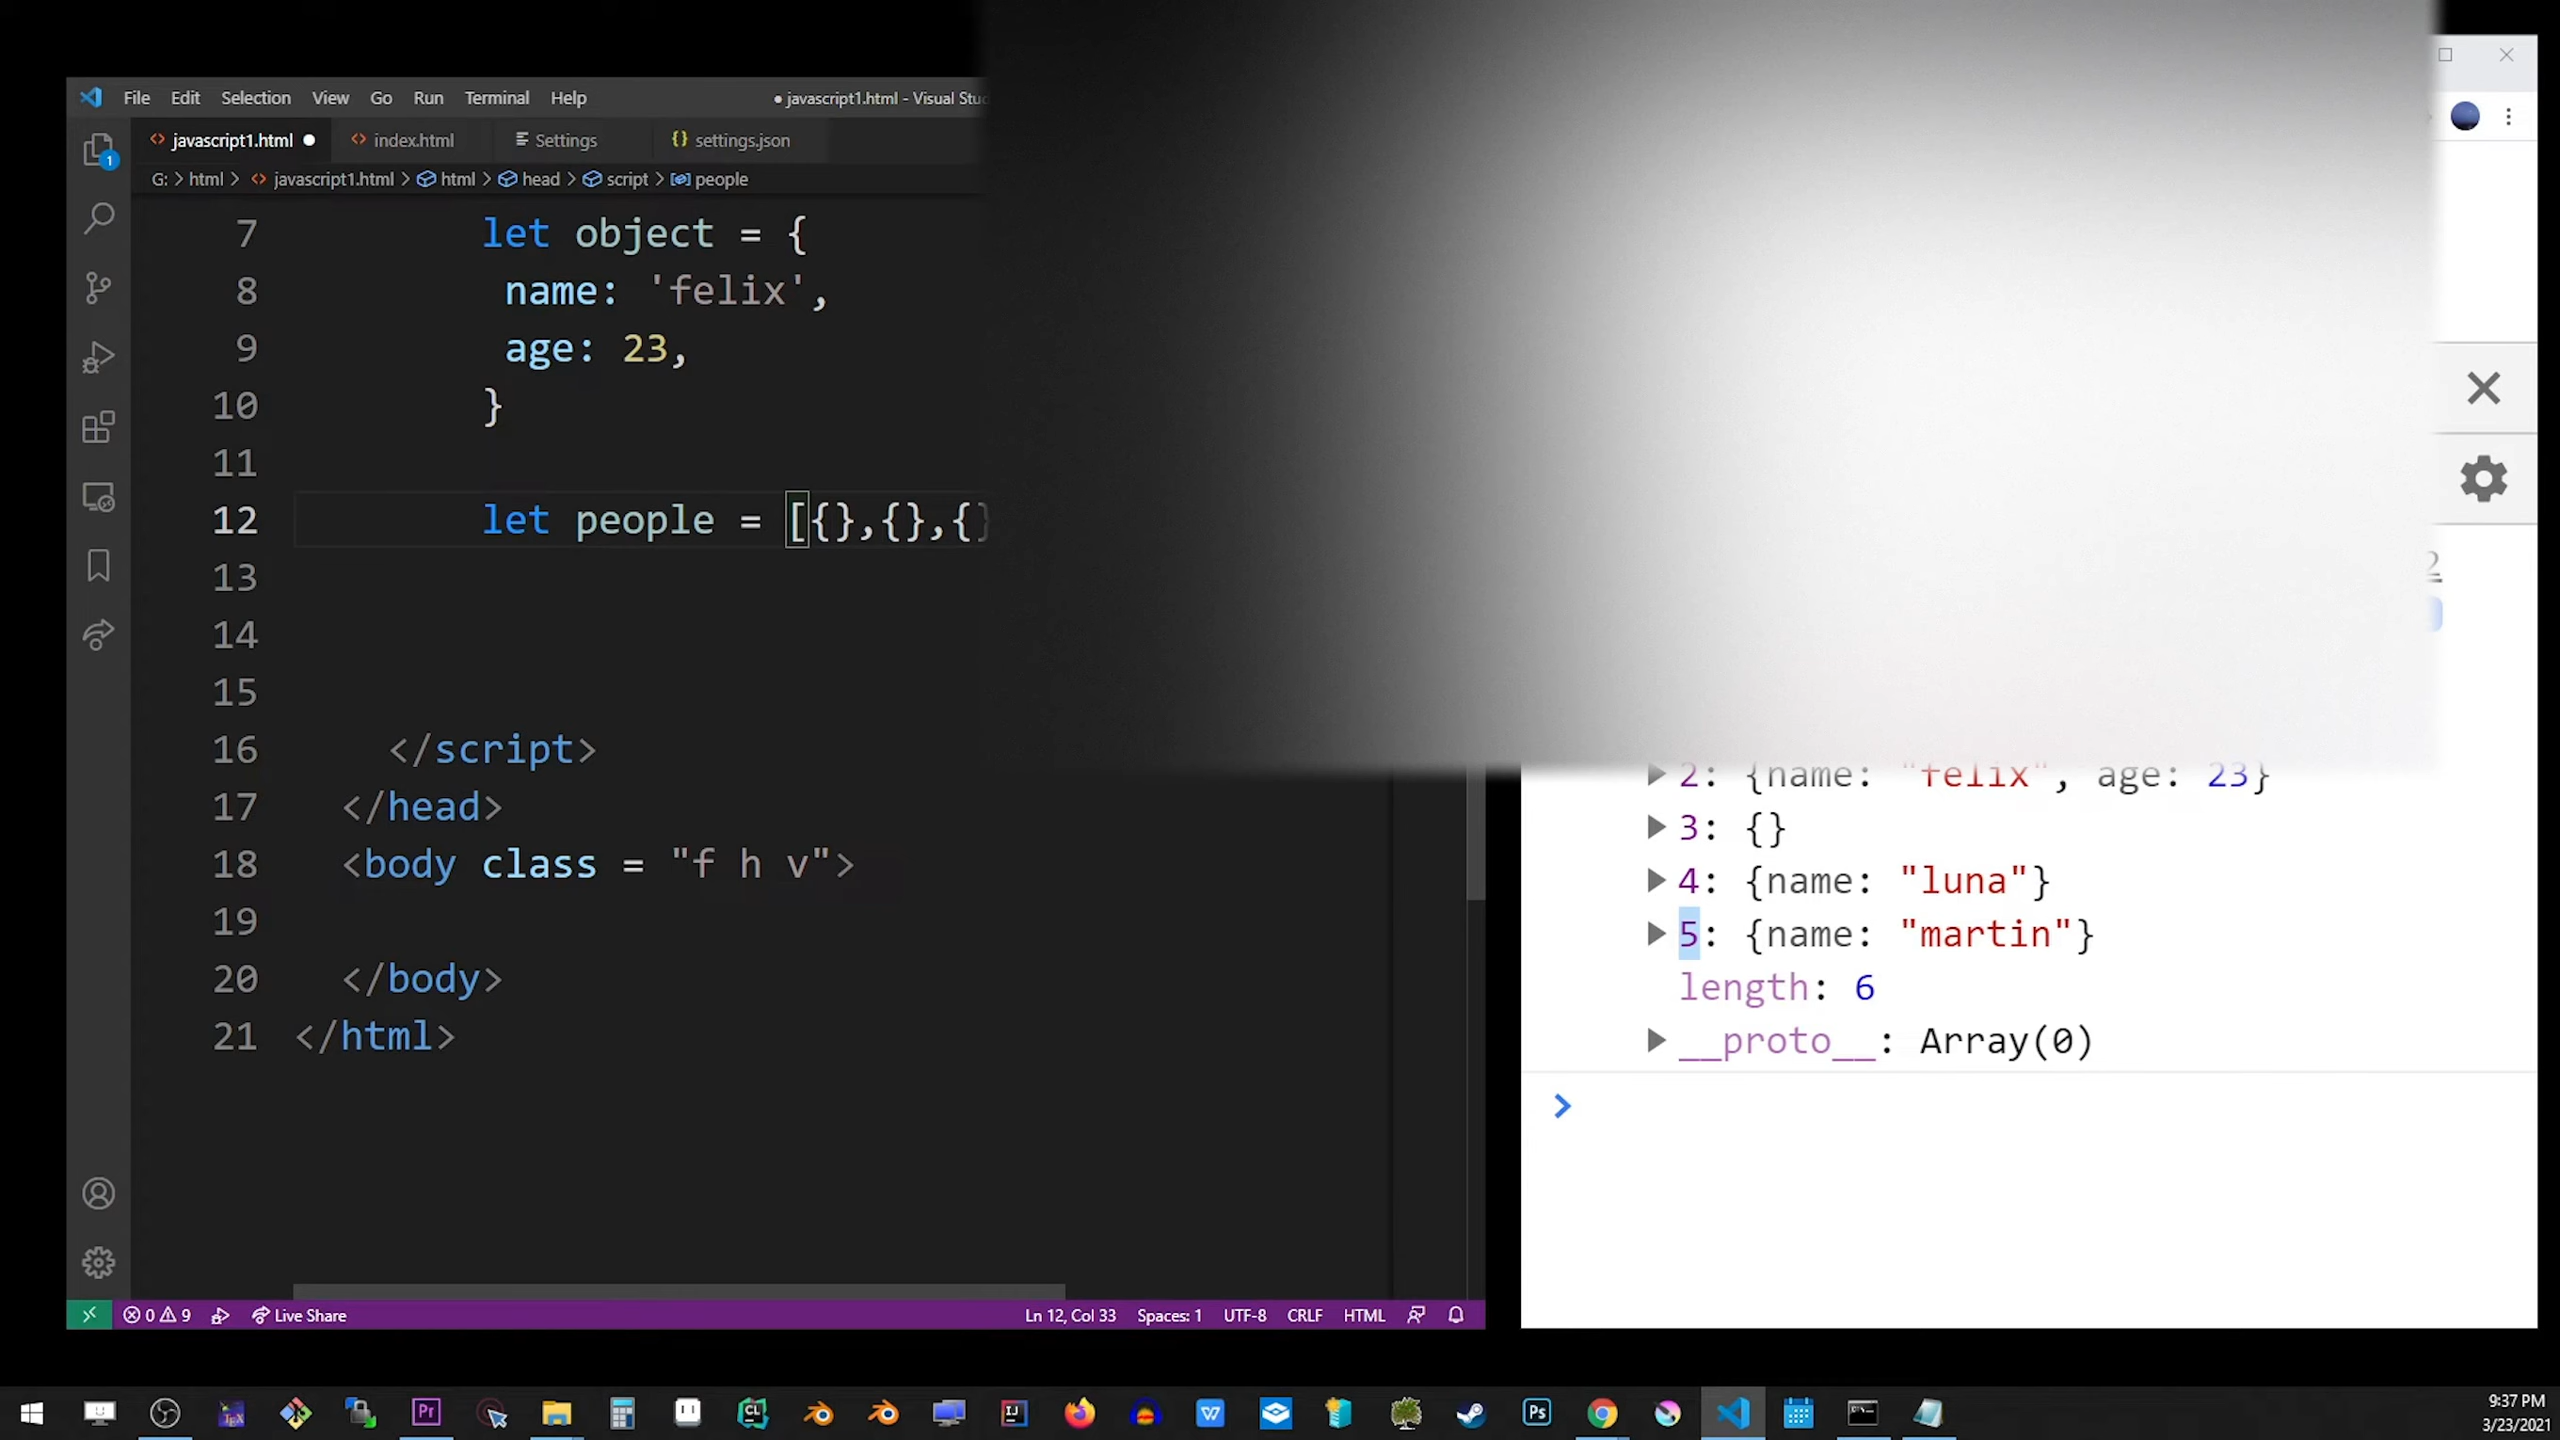 File Edit Selection View Go Run Terminal Help
javascript1.html - Visual
javascript1.html index.html Settings settings.json
G: > html > javascript1.html > html > head > script > people
7 let object = {
8 name: 'felix',
9 age: 23,
10 }
11
12 let people = [{},{},{}
13
14
15
16 </script>
17 </head>
18 <body class = "f h v">
19
20 </body>
21 </html>
0 9 Live Share Ln 12, Col 33 Spaces: 1 UTF-8 CRLF HTML
2
2: {name: "felix", age: 23}
3: {}
4: {name: "luna"}
5: {name: "martin"}
length: 6
__proto__: Array(0)
>
9:37 PM
3/23/2021